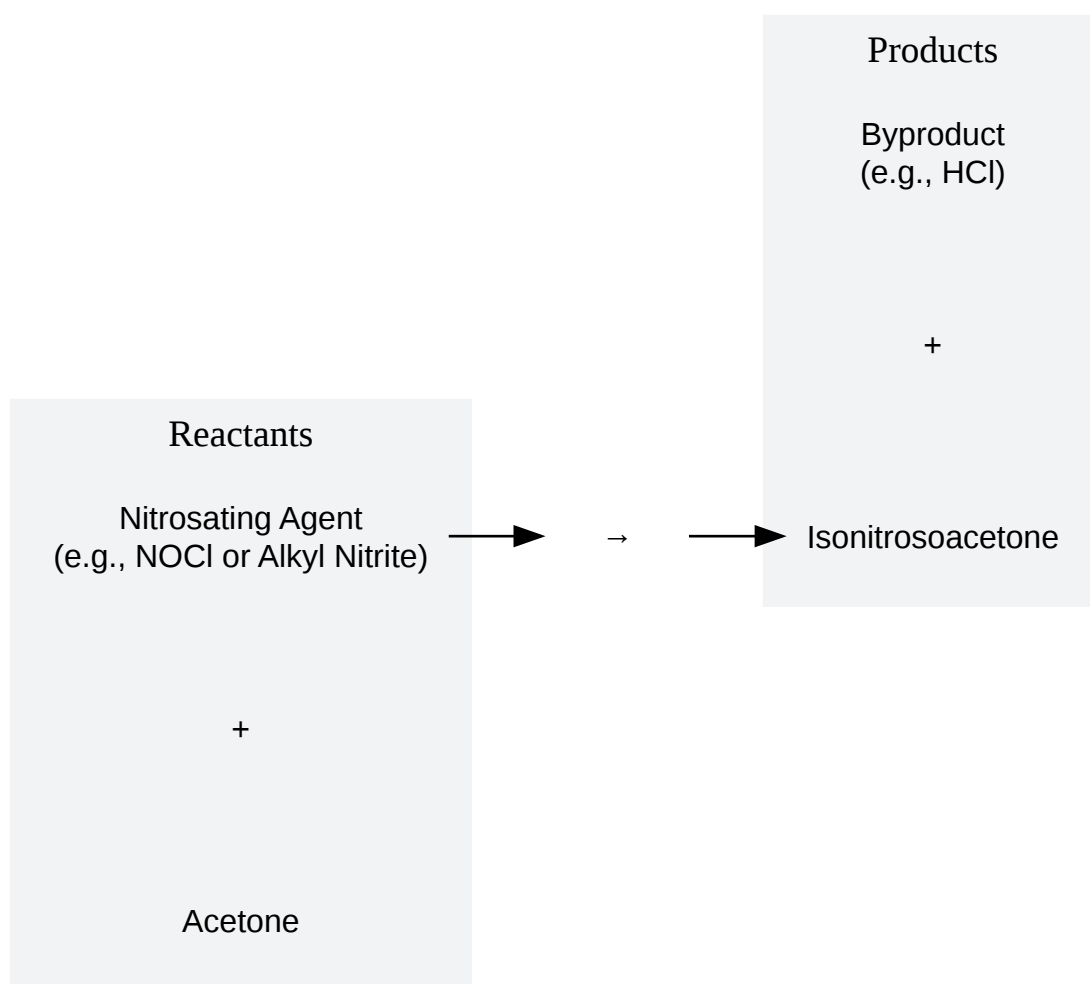 Products
Byproduct
(e.g., HCl)
+
Reactants
Nitrosating Agent
(e.g., NOCl or Alkyl Nitrite)
→
Isonitrosoacetone
+
Acetone